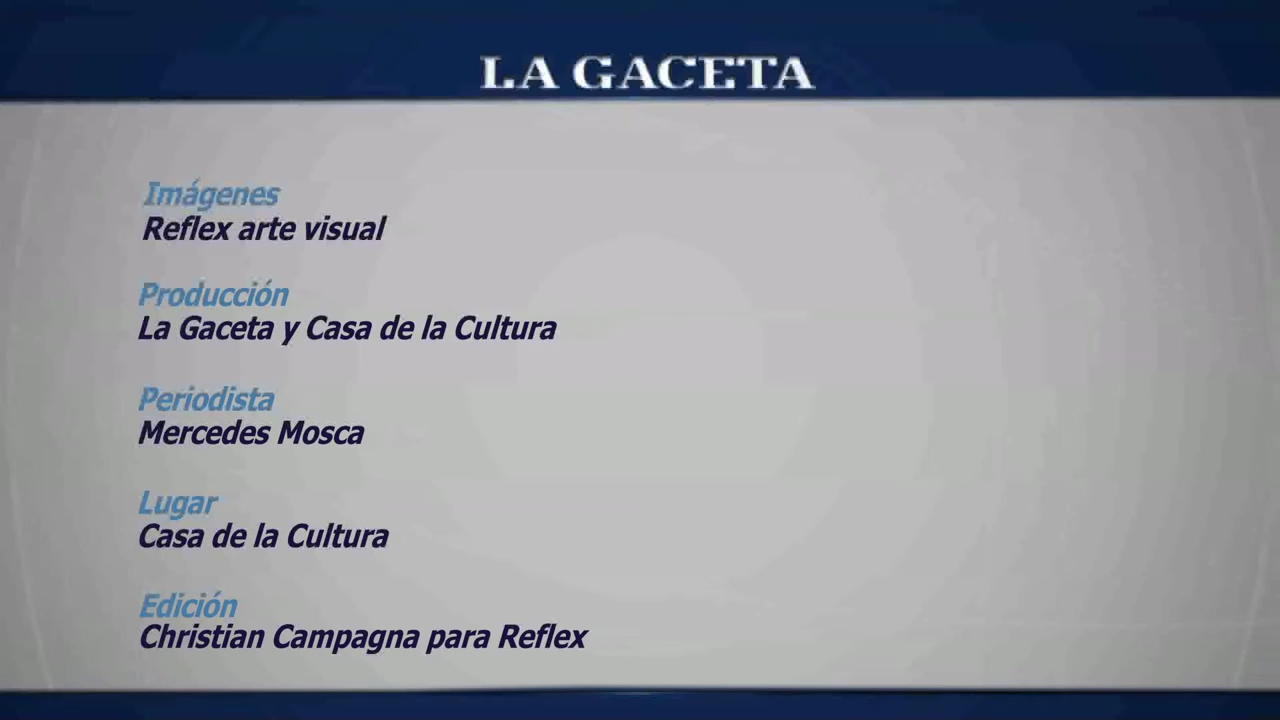 LA GACETA
Imágenes
Reflex arte visual
Producción
La Gaceta y Casa de la Cultura
Periodista
Mercedes Mosca
Lugar
Casa de la Cultura
Edición
Christian Campagna para Reflex